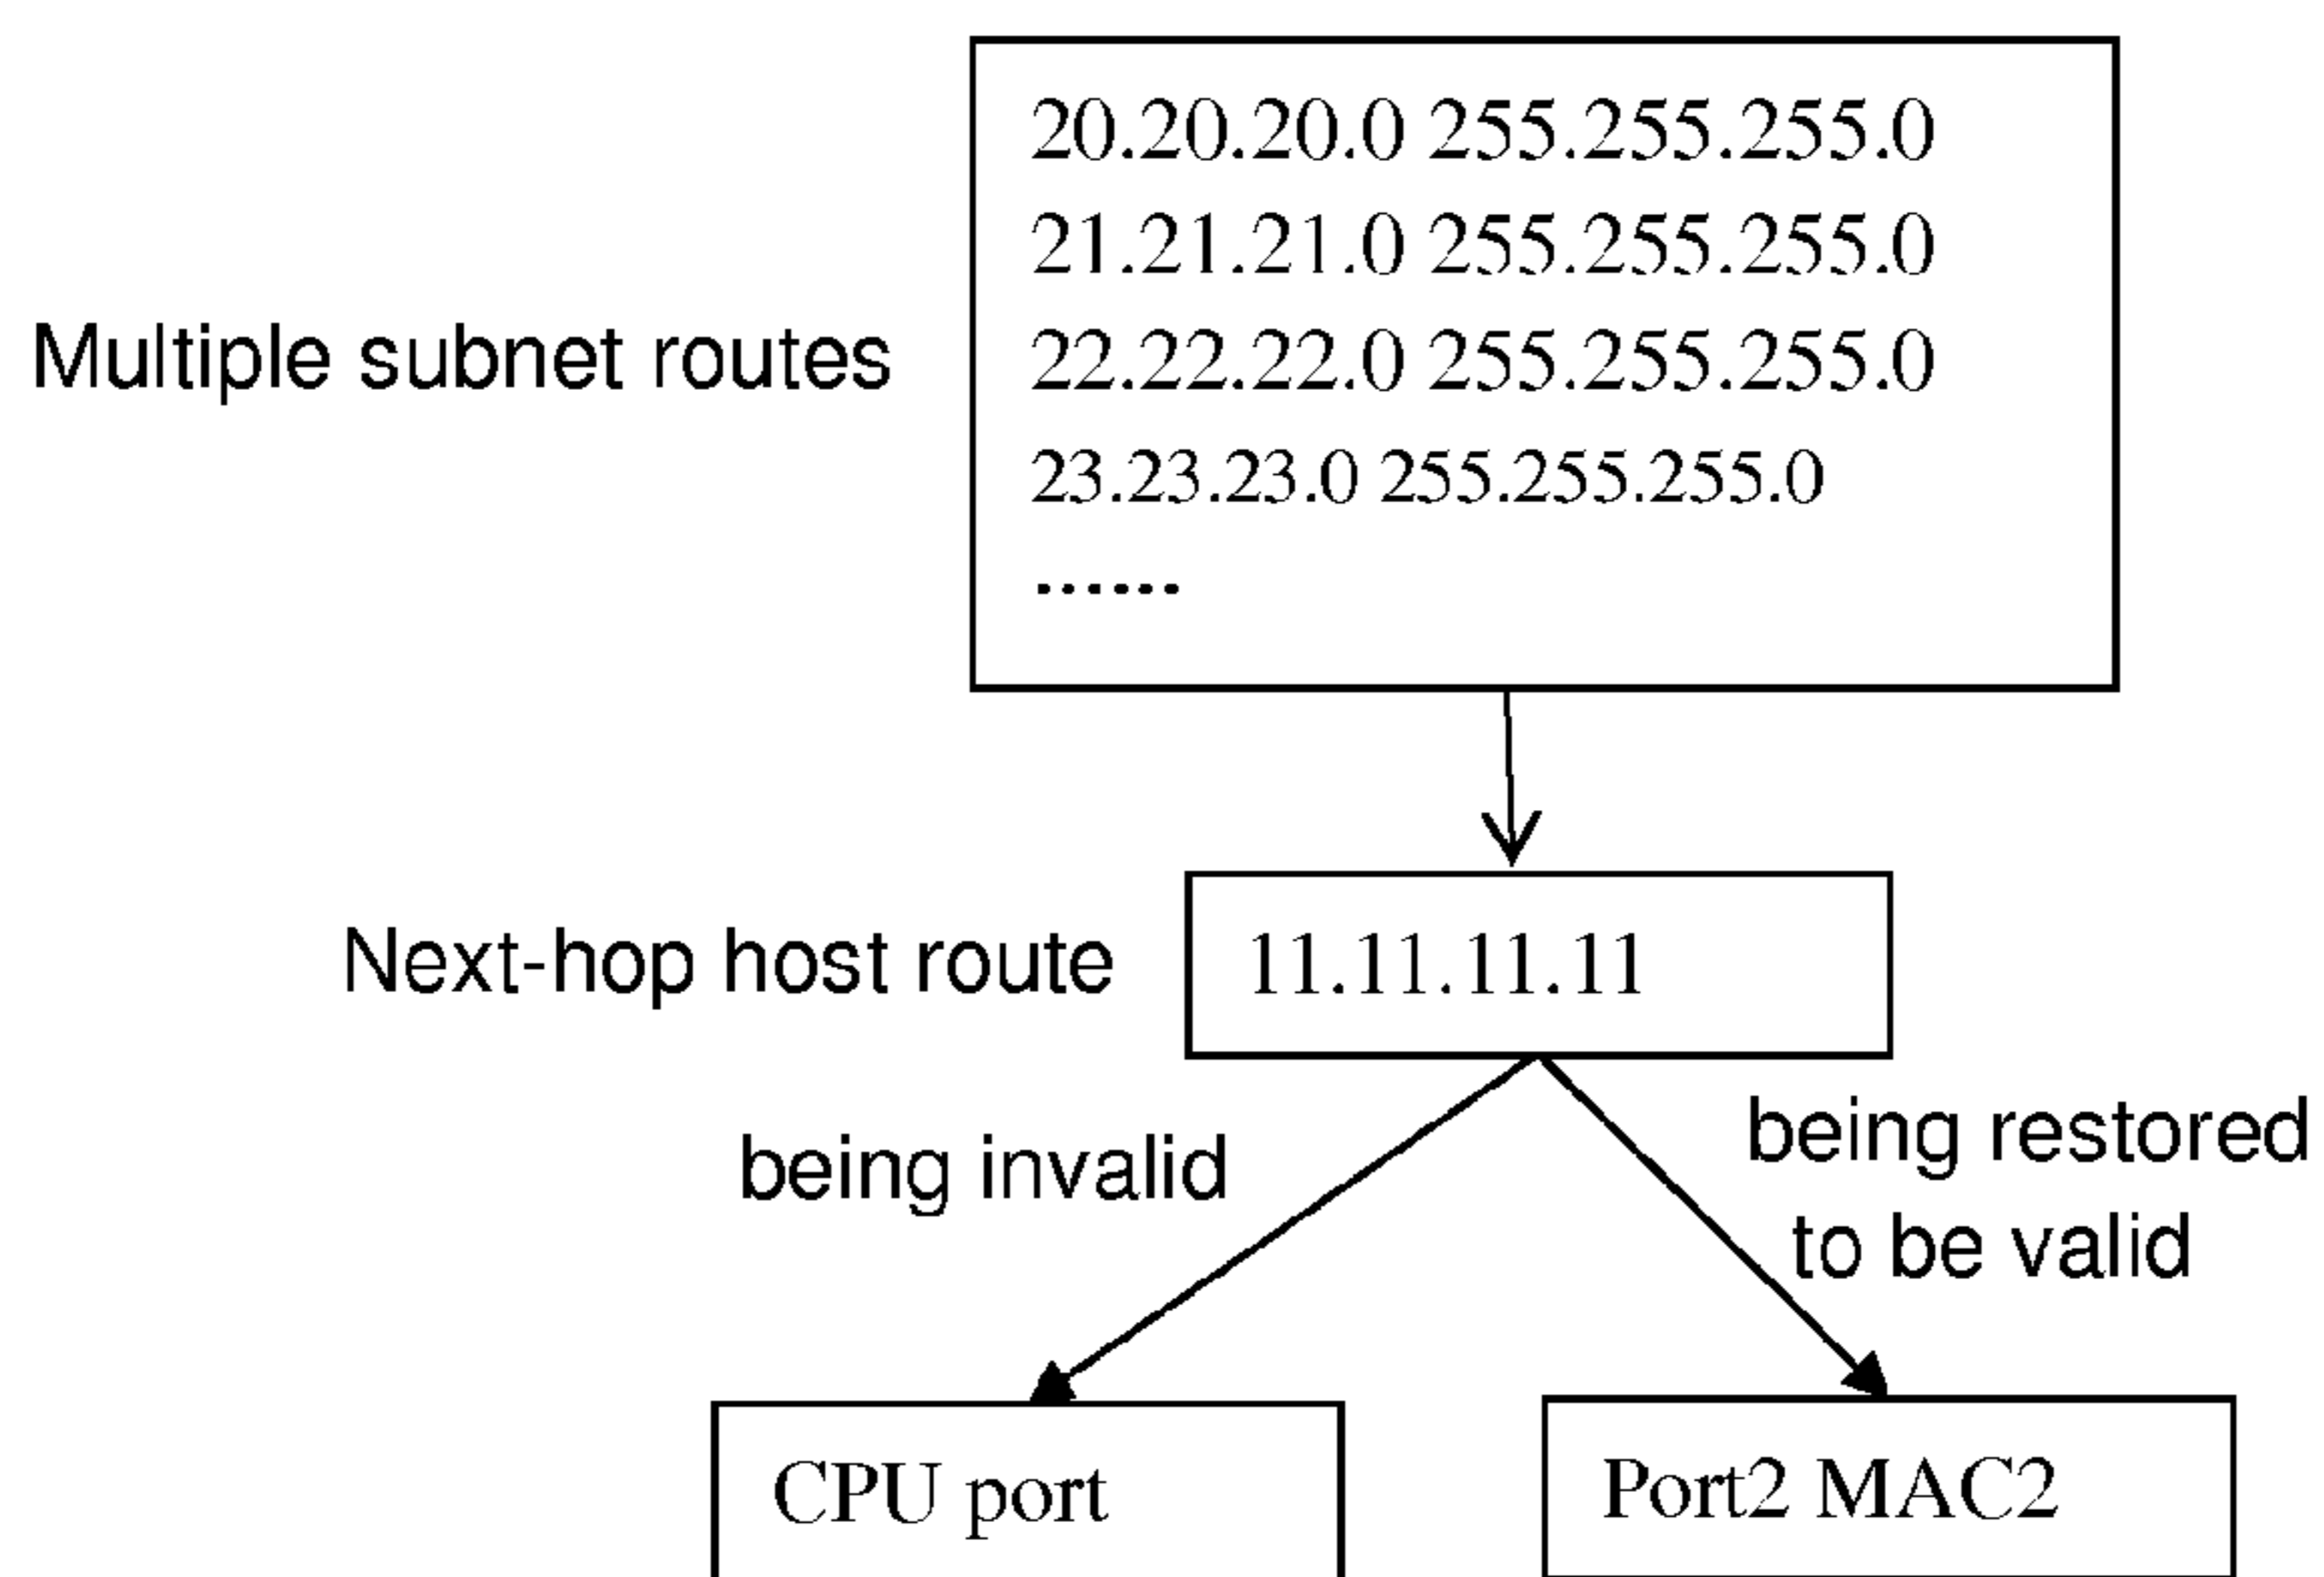 20.20.20.0 255.255.255.0
21.21.21.0 255.255.255.0
22.22.22.0 255.255.255.0
23.23.23.0 255.255.255.0
......
Multiple subnet routes
Next-hop host route
11.11.11.11
being invalid
being restored
to be valid
CPU port
Port2 MAC2